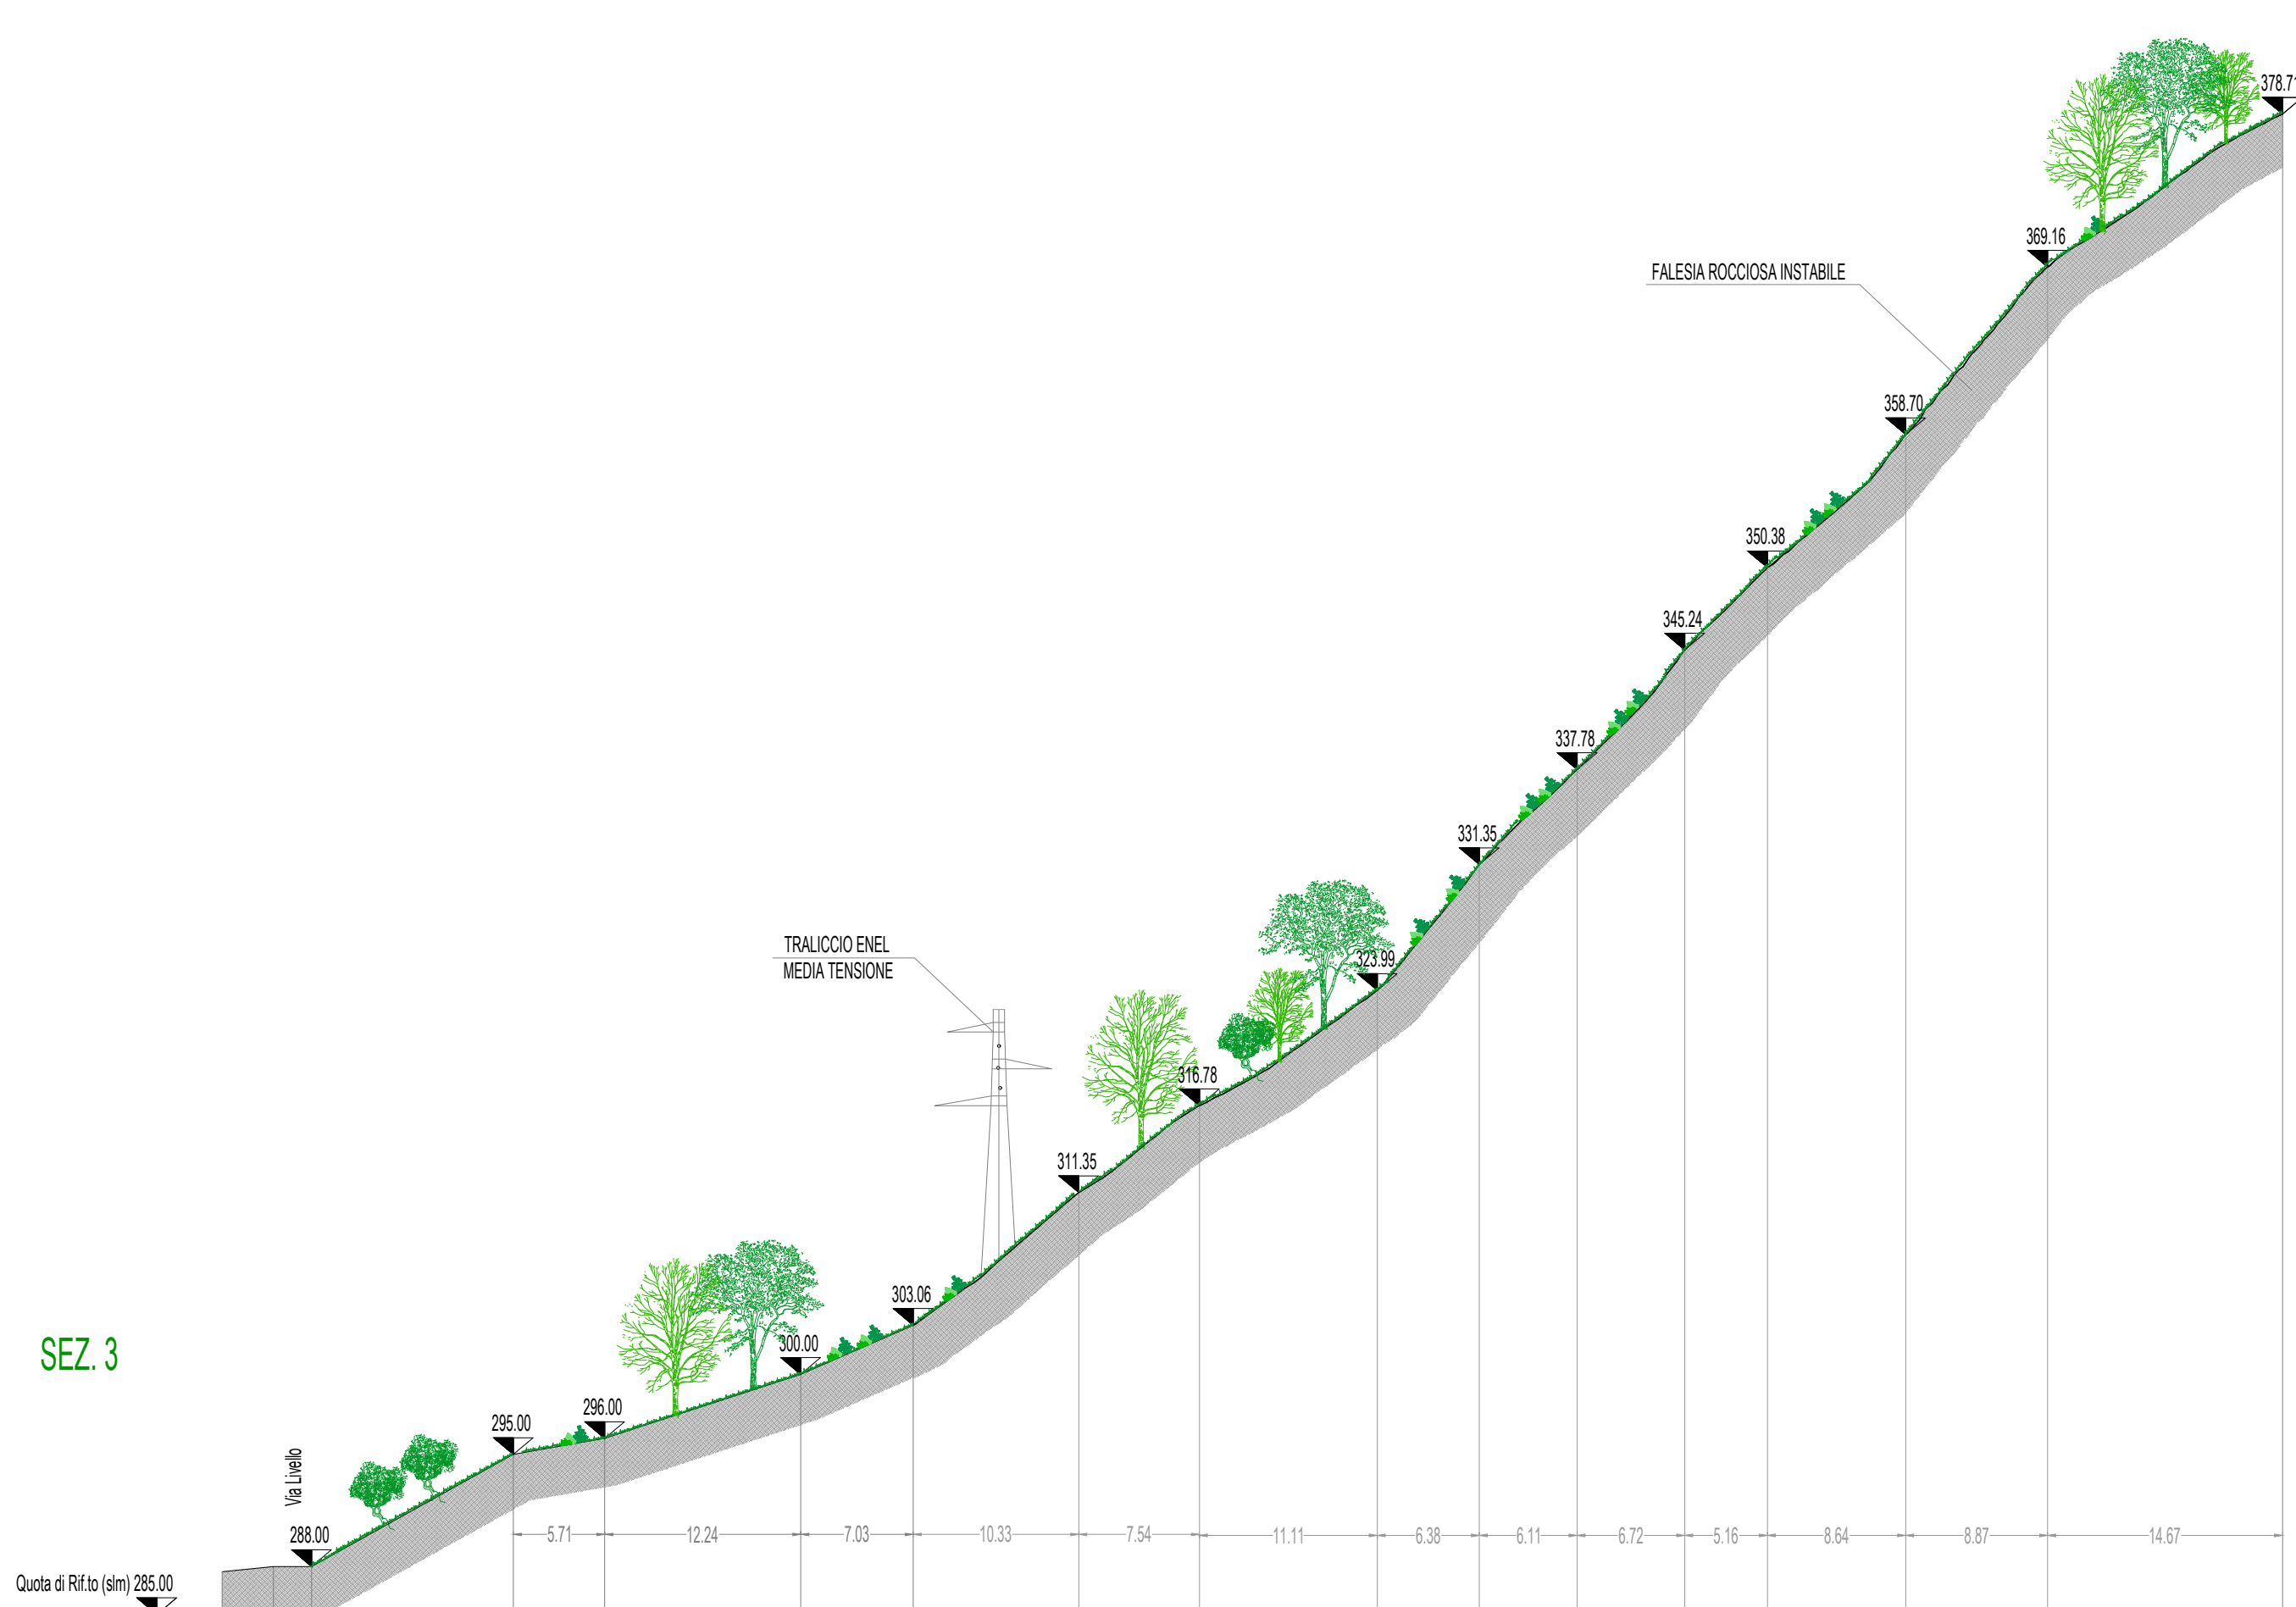 378.71
369.16
FALESIA ROCCIOSA INSTABILE
358.70
350.38
345.24
337.78
331.35
TRALICCIO ENEL
MEDIA TENSIONE
323.99
316.78
311.35
303.06
SEZ. 3
300.00
296.00
295.00
Via Livello
288.00
5.71 12.24 7.03 10.33 7.54 11.11 6.38 6.11 6.72 5.16 8.64 8.87 14.67
Quota di Rif.to (slm) 285.00